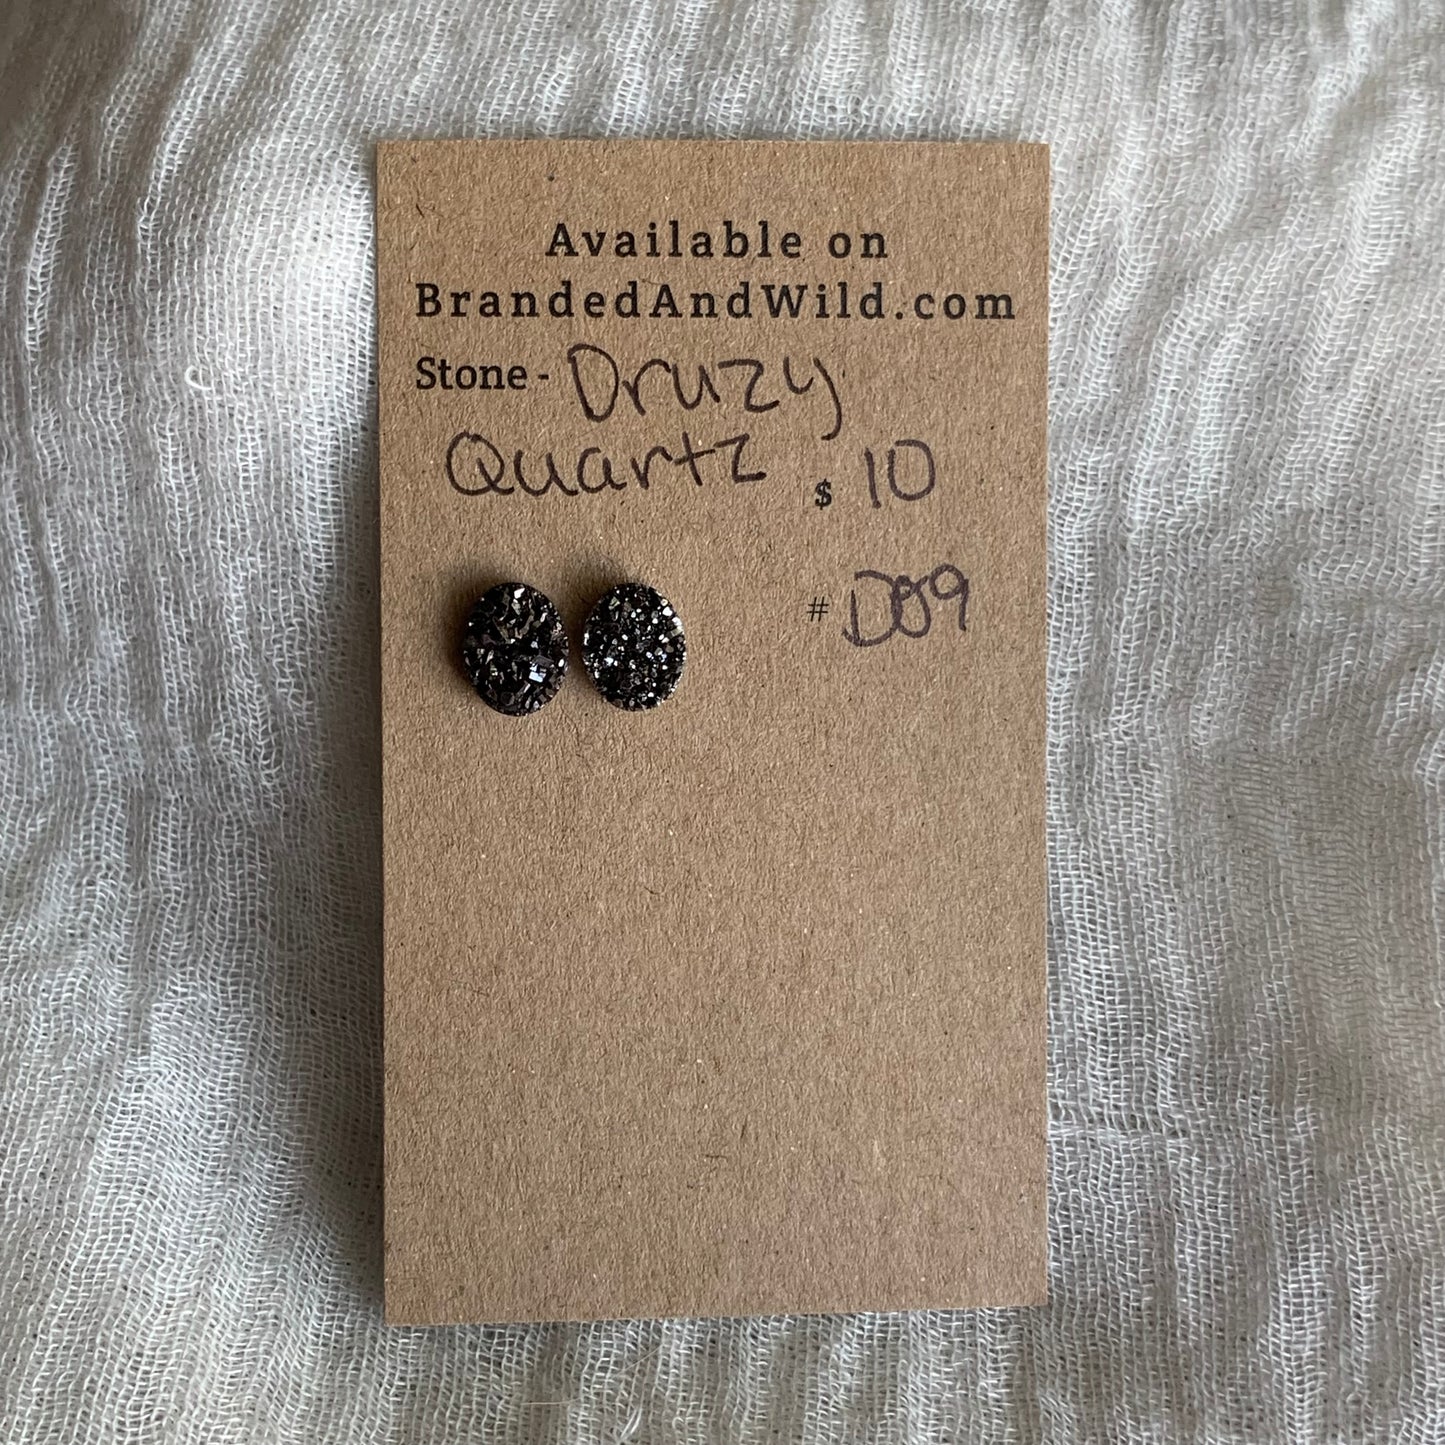 Available on
BrandedAndWild.com
Stone - Druzy
Quartz $ 10
# D09